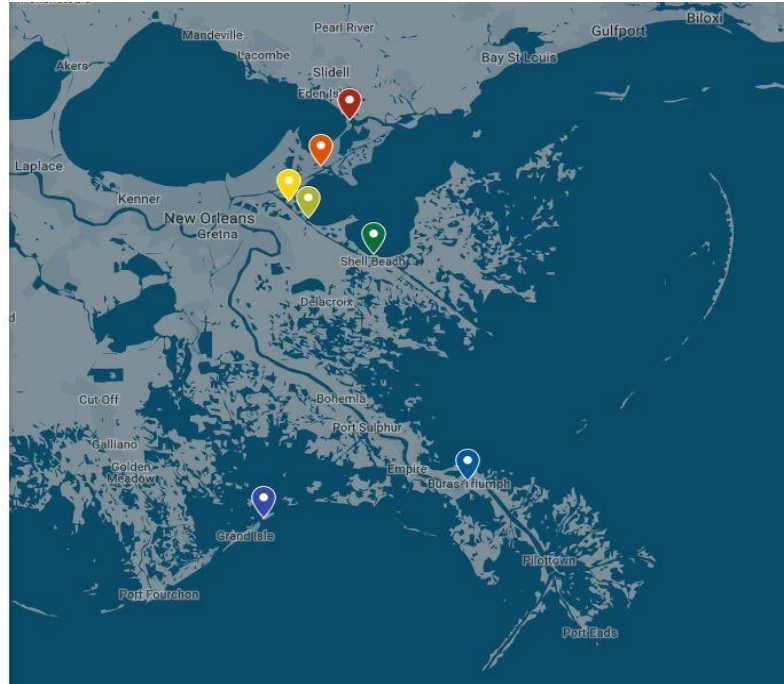 Biloxi
Mandeville
Pearl River
Gulfport
Lacombe
Bay St Louis
Akers
Slidell
Eden Isl
Laplace
Kenner
New Orleans
Gretna
Shell Beach
Delacroix
d
Cut Off
Bohemia
Port Sulphur
Galliano
Golden
Meadow
Empire
Buras-Triumph
Grand Isle
Pilottown
Port Fourchon
Port Eads